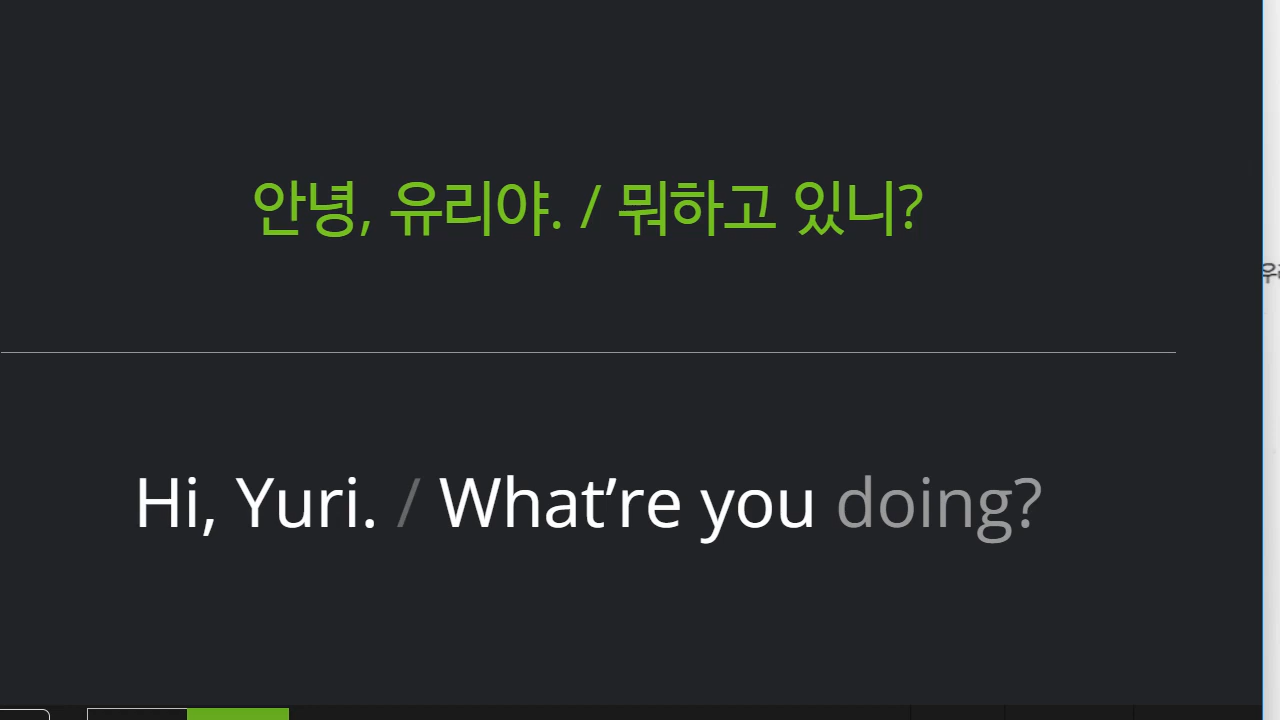 안녕, 유리야. / 뭐하고 있니?
Hi, Yuri. / What’re you doing?